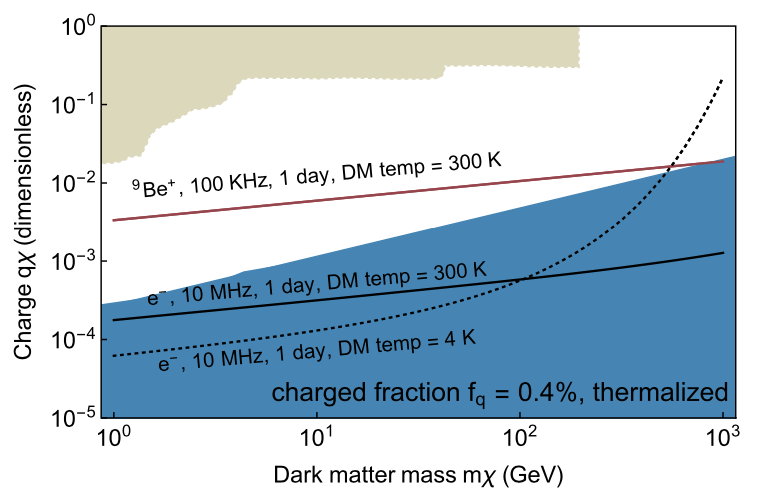 Charge qχ (dimensionless)
10⁰
10⁻¹
10⁻²
10⁻³
10⁻⁴
10⁻⁵
⁹Be⁺, 100 KHz, 1 day, DM temp = 300 K
e⁻, 10 MHz, 1 day, DM temp = 300 K
e⁻, 10 MHz, 1 day, DM temp = 4 K
charged fraction f_q = 0.4%, thermalized
10⁰ 10¹ 10² 10³
Dark matter mass mχ (GeV)